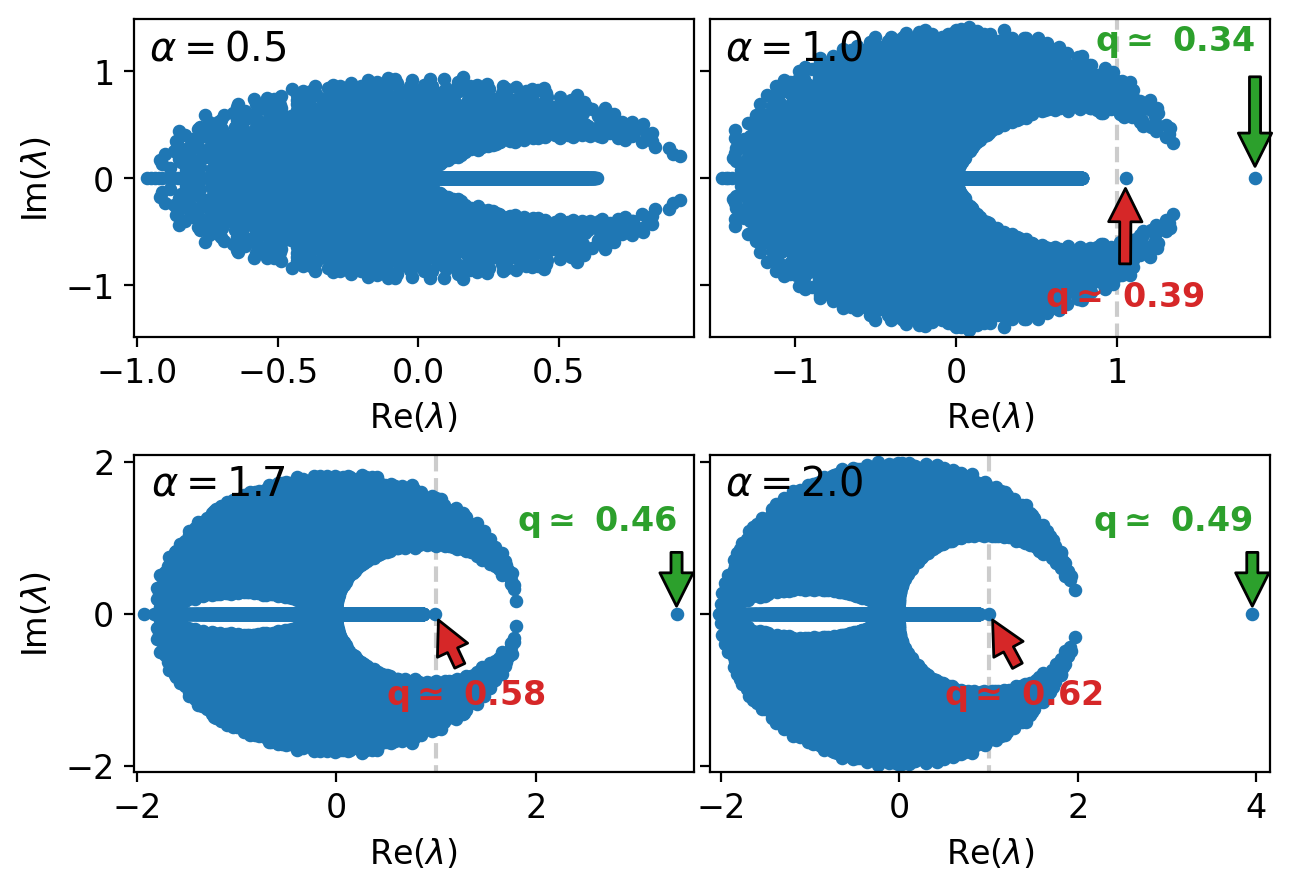 α = 0.5
1
0
−1
Im(λ)
−1.0 −0.5 0.0 0.5
Re(λ)
α = 1.0
q ≃ 0.34
q ≃ 0.39
−1 0 1
Re(λ)
α = 1.7
q ≃ 0.46
q ≃ 0.58
2
0
−2
Im(λ)
−2 0 2
Re(λ)
α = 2.0
q ≃ 0.49
q ≃ 0.62
−2 0 2 4
Re(λ)